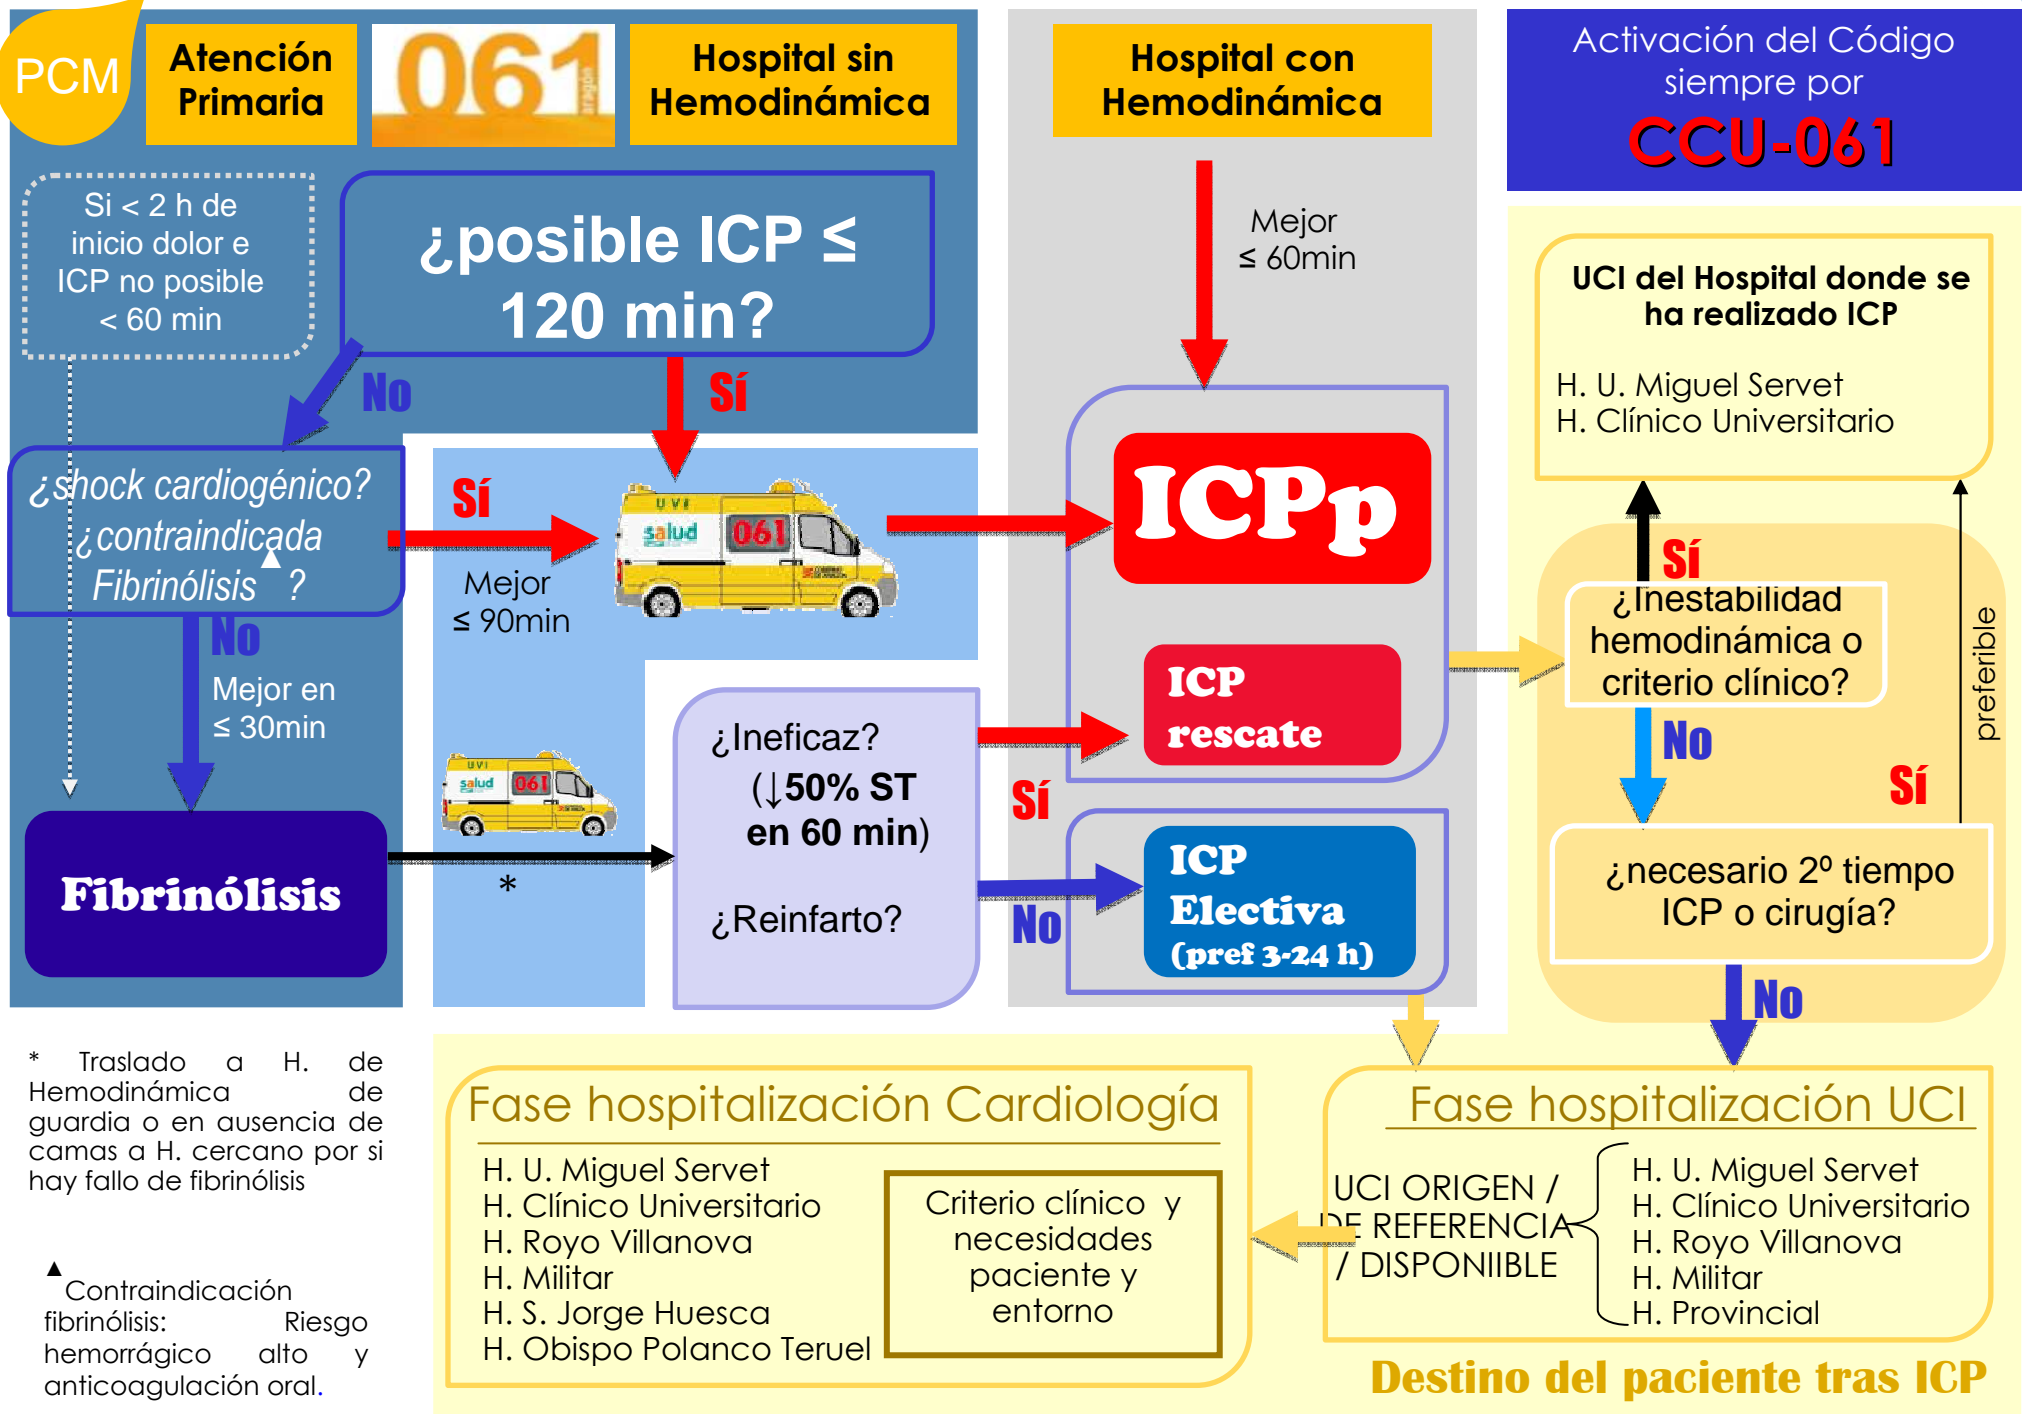 PCM
Atención
Primaria
061
aragón
Hospital sin
Hemodinámica
Hospital con
Hemodinámica
Activación del Código
siempre por
CCU-061
Si < 2 h de
inicio dolor e
ICP no posible
< 60 min
¿posible ICP ≤
120 min?
No
Sí
Mejor
≤ 60min
UCI del Hospital donde se
ha realizado ICP
H. U. Miguel Servet
H. Clínico Universitario
¿shock cardiogénico?
¿contraindicada
Fibrinólisis▲?
Sí
Mejor
≤ 90min
UVI
salud
061
ICPp
Sí
¿Inestabilidad
hemodinámica o
criterio clínico?
preferible
No
Mejor en
≤ 30min
UVI
salud
061
¿Ineficaz?
(↓50% ST
en 60 min)
¿Reinfarto?
Sí
No
ICP
rescate
ICP
Electiva
(pref 3-24 h)
No
Sí
¿necesario 2º tiempo
ICP o cirugía?
No
Fibrinólisis
*
* Traslado a H. de
Hemodinámica de
guardia o en ausencia de
camas a H. cercano por si
hay fallo de fibrinólisis
▲Contraindicación
fibrinólisis: Riesgo
hemorrágico alto y
anticoagulación oral.
Fase hospitalización Cardiología
H. U. Miguel Servet
H. Clínico Universitario
H. Royo Villanova
H. Militar
H. S. Jorge Huesca
H. Obispo Polanco Teruel
Criterio clínico y
necesidades
paciente y
entorno
Fase hospitalización UCI
UCI ORIGEN /
DE REFERENCIA
/ DISPONIIBLE
H. U. Miguel Servet
H. Clínico Universitario
H. Royo Villanova
H. Militar
H. Provincial
Destino del paciente tras ICP